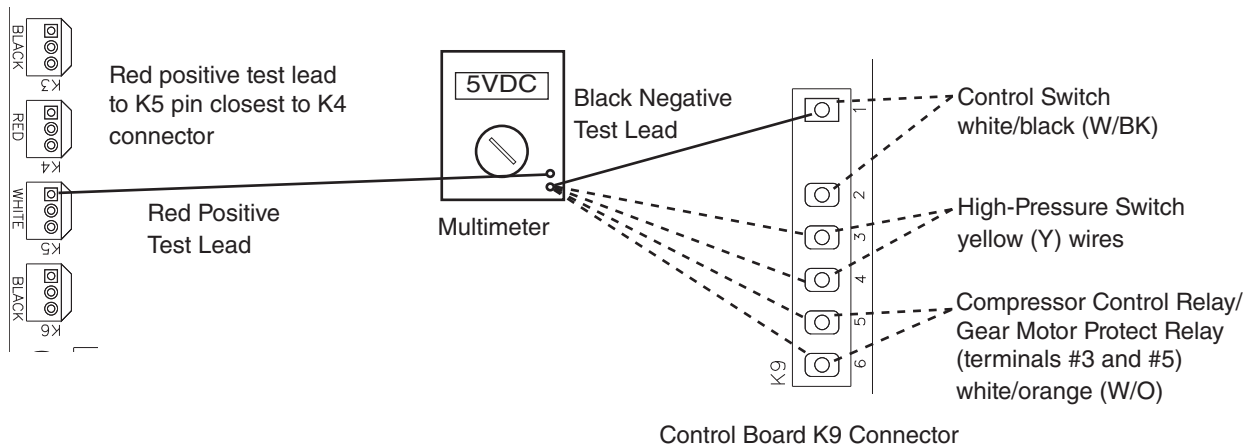 BLACK
K3
RED
K4
WHITE
K5
BLACK
K6
Red positive test lead
to K5 pin closest to K4
connector
Red Positive
Test Lead
5VDC
Multimeter
Black Negative
Test Lead
1
2
3
4
5
6
K9
Control Switch
white/black (W/BK)
High-Pressure Switch
yellow (Y) wires
Compressor Control Relay/
Gear Motor Protect Relay
(terminals #3 and #5)
white/orange (W/O)
Control Board K9 Connector